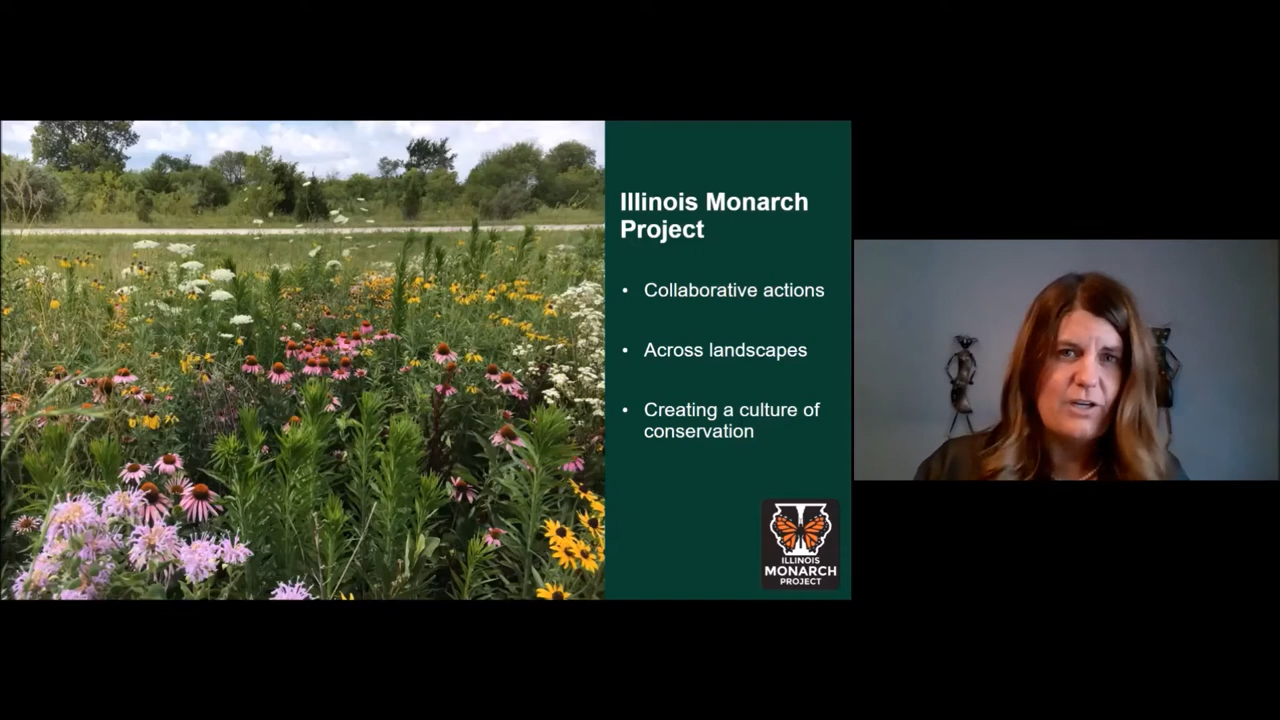 Illinois Monarch
Project
• Collaborative actions
• Across landscapes
• Creating a culture of
conservation
ILLINOIS
MONARCH
PROJECT